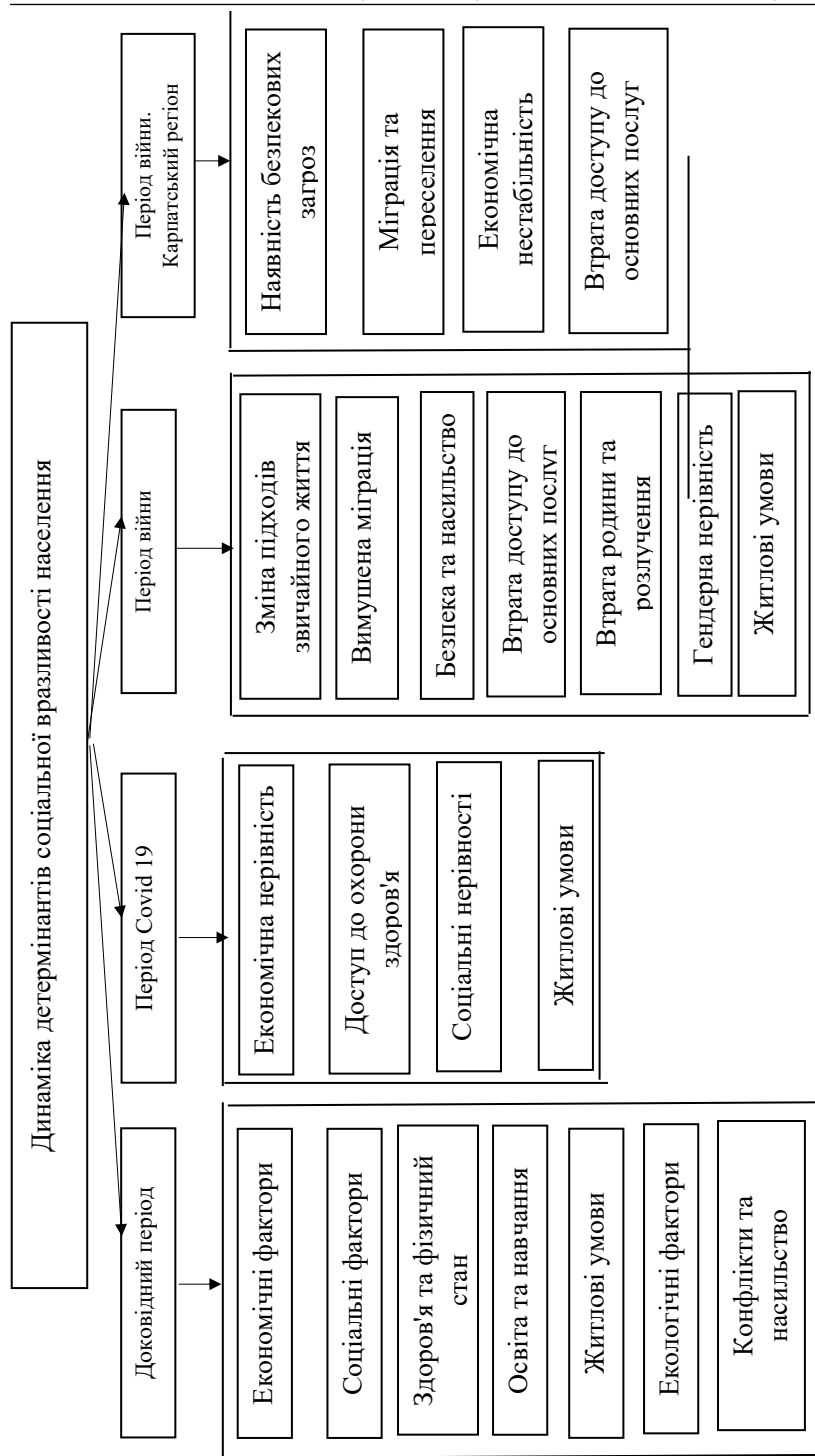 Динаміка детермінантів соціальної вразливості населення
Доковідний період
Економічні фактори
Соціальні фактори
Здоров'я та фізичний
стан
Освіта та навчання
Житлові умови
Екологічні фактори
Конфлікти та
насильство
Період Covid 19
Економічна нерівність
Доступ до охорони
здоров'я
Соціальні нерівності
Житлові умови
Період війни
Зміна підходів
звичайного життя
Вимушена міграція
Безпека та насильство
Втрата доступу до
основних послуг
Втрата родини та
розлучення
Гендерна нерівність
Житлові умови
Період війни.
Карпатський регіон
Наявність безпекових
загроз
Міграція та
переселення
Економічна
нестабільність
Втрата доступу до
основних послуг